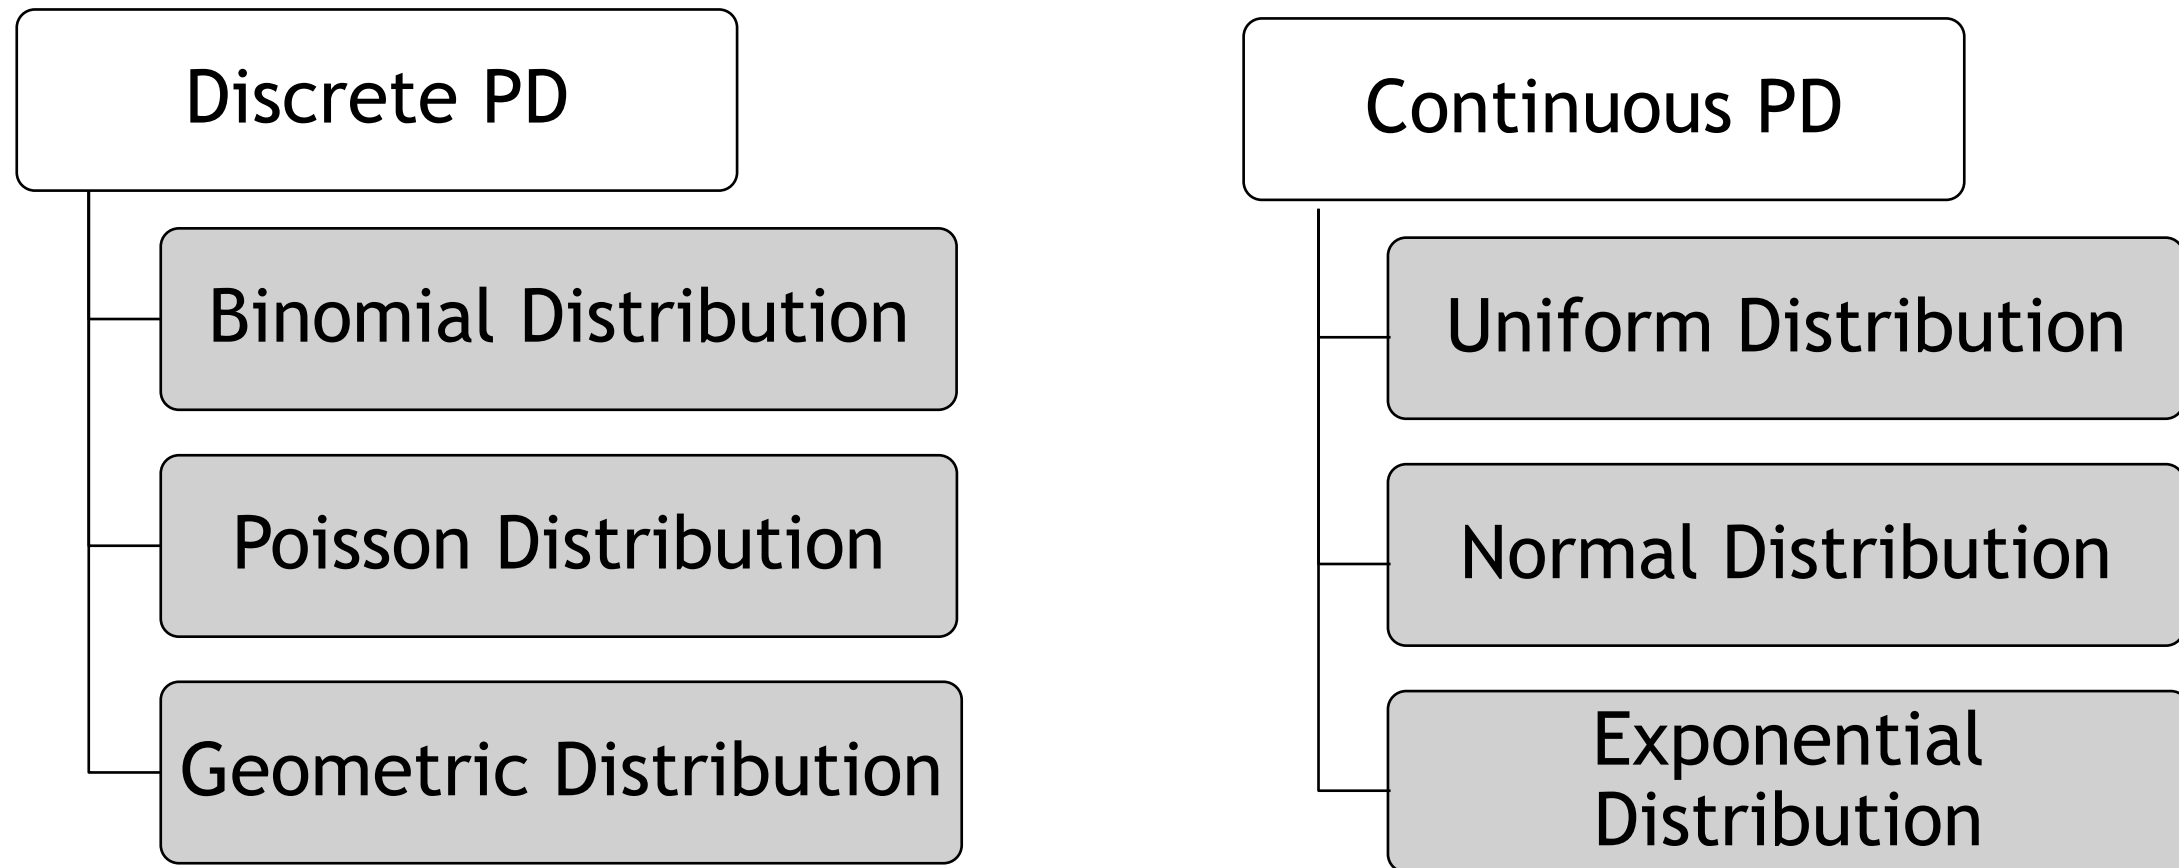 Discrete PD
Binomial Distribution
Poisson Distribution
Geometric Distribution
Continuous PD
Uniform Distribution
Normal Distribution
Exponential
Distribution